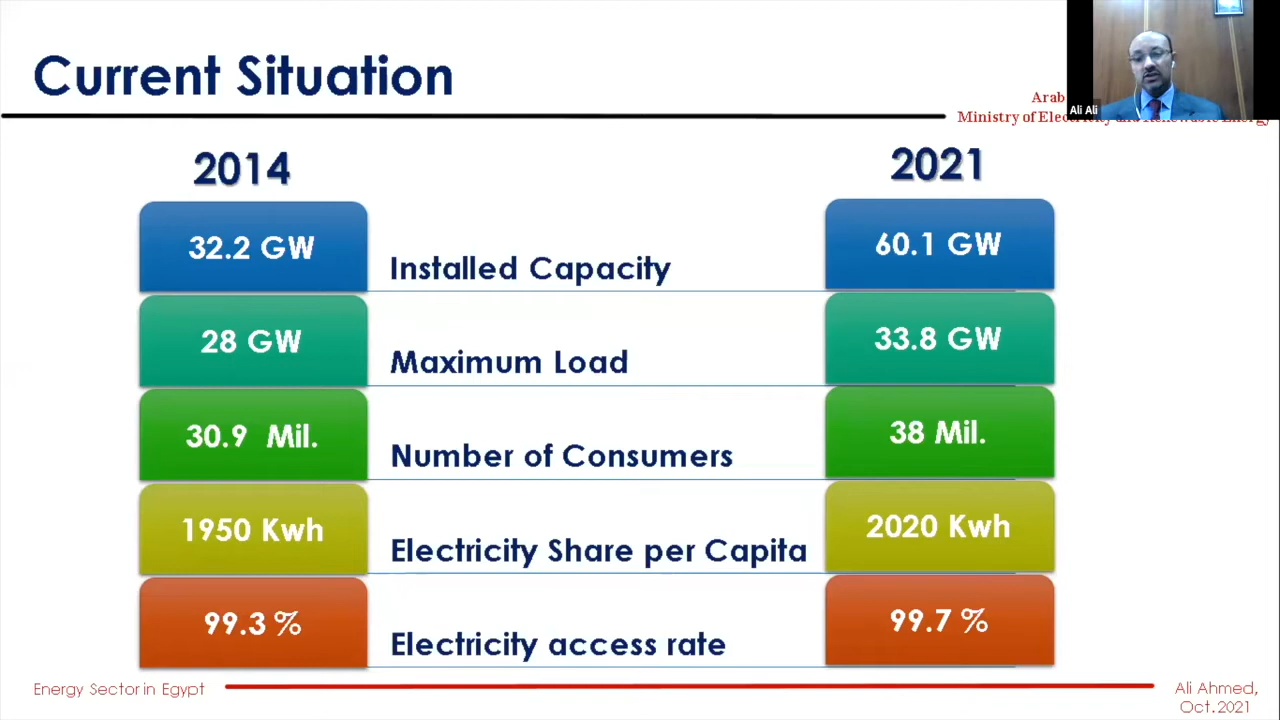 Current Situation
Arab
Ministry of Electricity and Renewable Energy
Ali Ali
2014
2021
32.2 GW
Installed Capacity
60.1 GW
28 GW
Maximum Load
33.8 GW
30.9 Mil.
Number of Consumers
38 Mil.
1950 Kwh
Electricity Share per Capita
2020 Kwh
99.3 %
Electricity access rate
99.7 %
Energy Sector in Egypt
Ali Ahmed,
Oct.2021